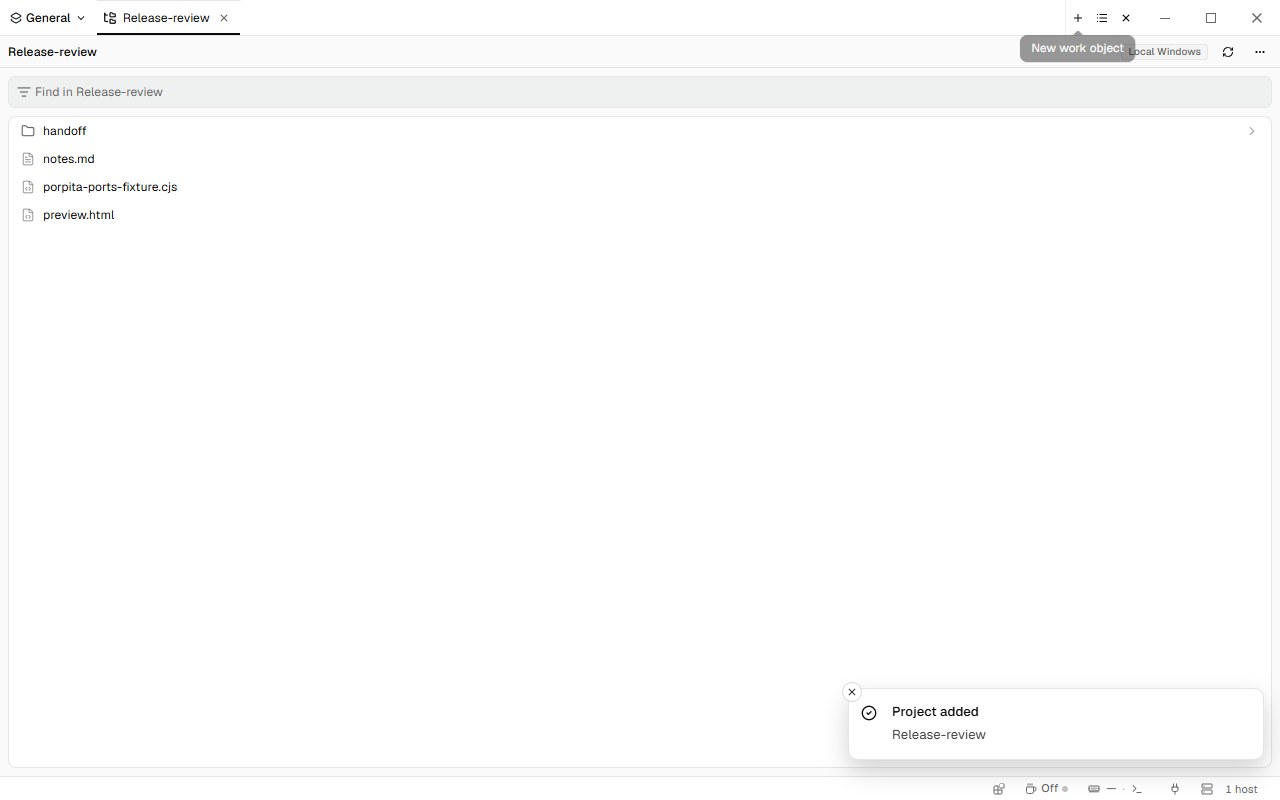 General
Release-review
Release-review
New work object
Local Windows
Find in Release-review
handoff
notes.md
porpita-ports-fixture.cjs
preview.html
Project added
Release-review
Off
1 host